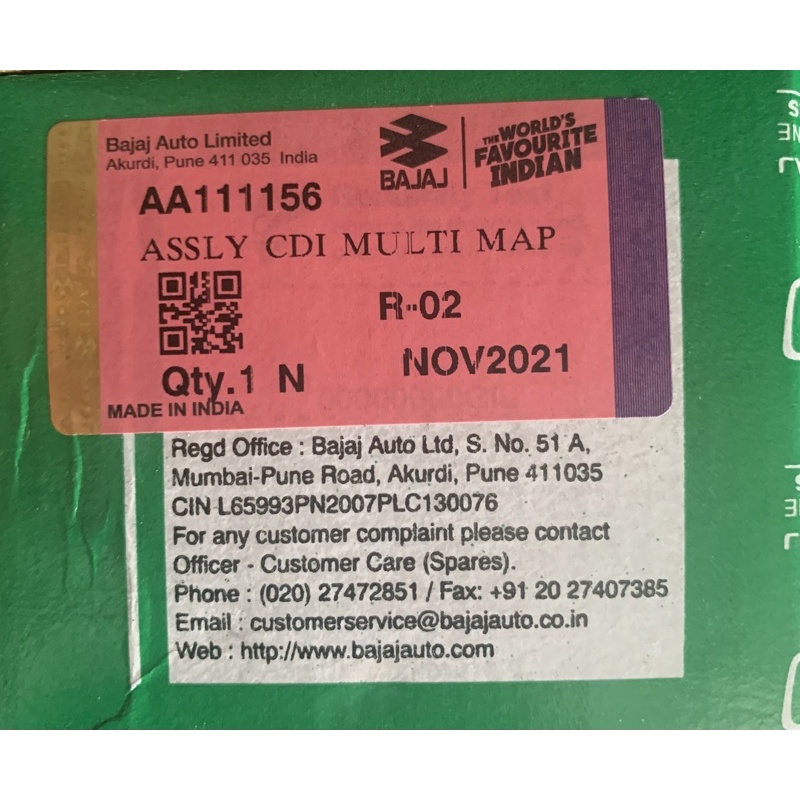 Bajaj Auto Limited
Akurdi, Pune 411 035 India
BAJAJ
THE WORLD'S
FAVOURITE
INDIAN
AA111156
ASSLY CDI MULTI MAP
R-02
NOV2021
Qty.1 N
MADE IN INDIA
Regd Office : Bajaj Auto Ltd, S. No. 51 A,
Mumbai-Pune Road, Akurdi, Pune 411035
CIN L65993PN2007PLC130076
For any customer complaint please contact
Officer - Customer Care (Spares).
Phone : (020) 27472851 / Fax: +91 20 27407385
Email : customerservice@bajajauto.co.in
Web : http://www.bajajauto.com